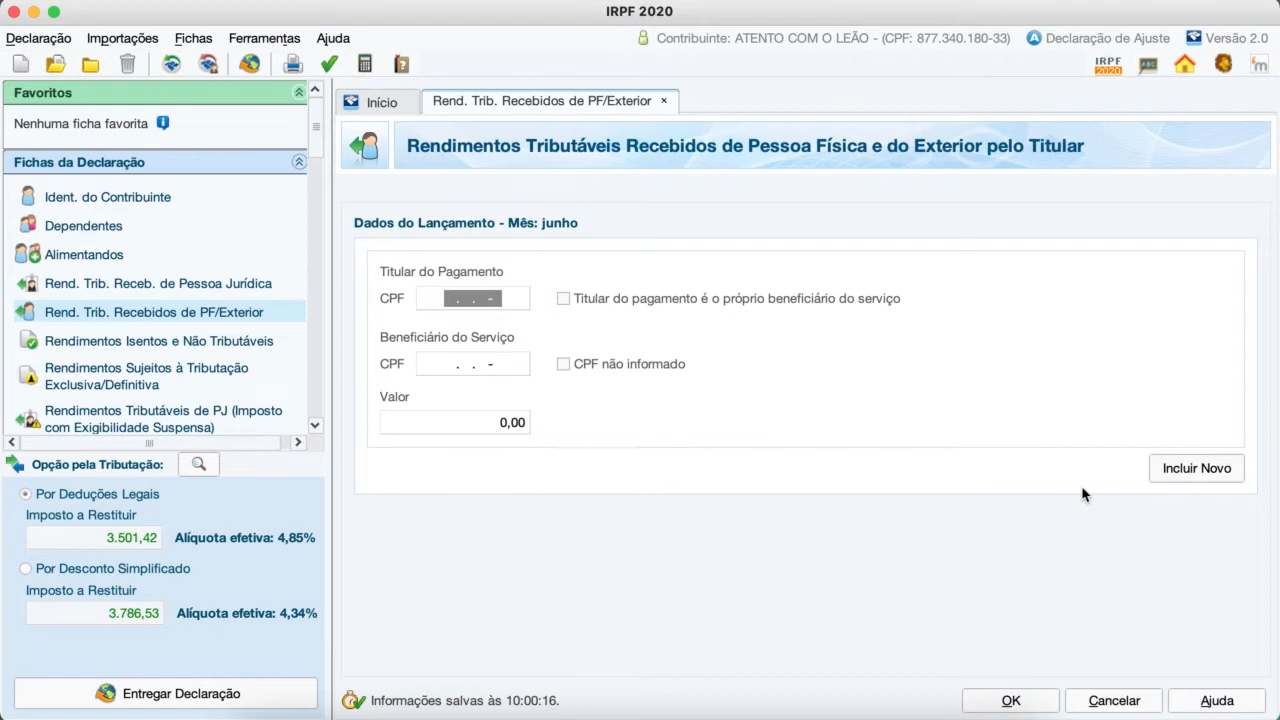 IRPF 2020
Declaração Importações Fichas Ferramentas Ajuda
Contribuinte: ATENTO COM O LEÃO - (CPF: 877.340.180-33) Declaração de Ajuste Versão 2.0
IRPF
2020
ABC
m
Favoritos
Nenhuma ficha favorita
Fichas da Declaração
Ident. do Contribuinte
Dependentes
Alimentandos
Rend. Trib. Receb. de Pessoa Jurídica
Rend. Trib. Recebidos de PF/Exterior
Rendimentos Isentos e Não Tributáveis
Rendimentos Sujeitos à Tributação
Exclusiva/Definitiva
Rendimentos Tributáveis de PJ (Imposto
com Exigibilidade Suspensa)
Opção pela Tributação:
Por Deduções Legais
Imposto a Restituir
3.501,42 Alíquota efetiva: 4,85%
Por Desconto Simplificado
Imposto a Restituir
3.786,53 Alíquota efetiva: 4,34%
Entregar Declaração
Início
Rend. Trib. Recebidos de PF/Exterior ×
Rendimentos Tributáveis Recebidos de Pessoa Física e do Exterior pelo Titular
Dados do Lançamento - Mês: junho
Titular do Pagamento
CPF . . - Titular do pagamento é o próprio beneficiário do serviço
Beneficiário do Serviço
CPF . . - CPF não informado
Valor
0,00
Incluir Novo
Informações salvas às 10:00:16.
OK Cancelar Ajuda